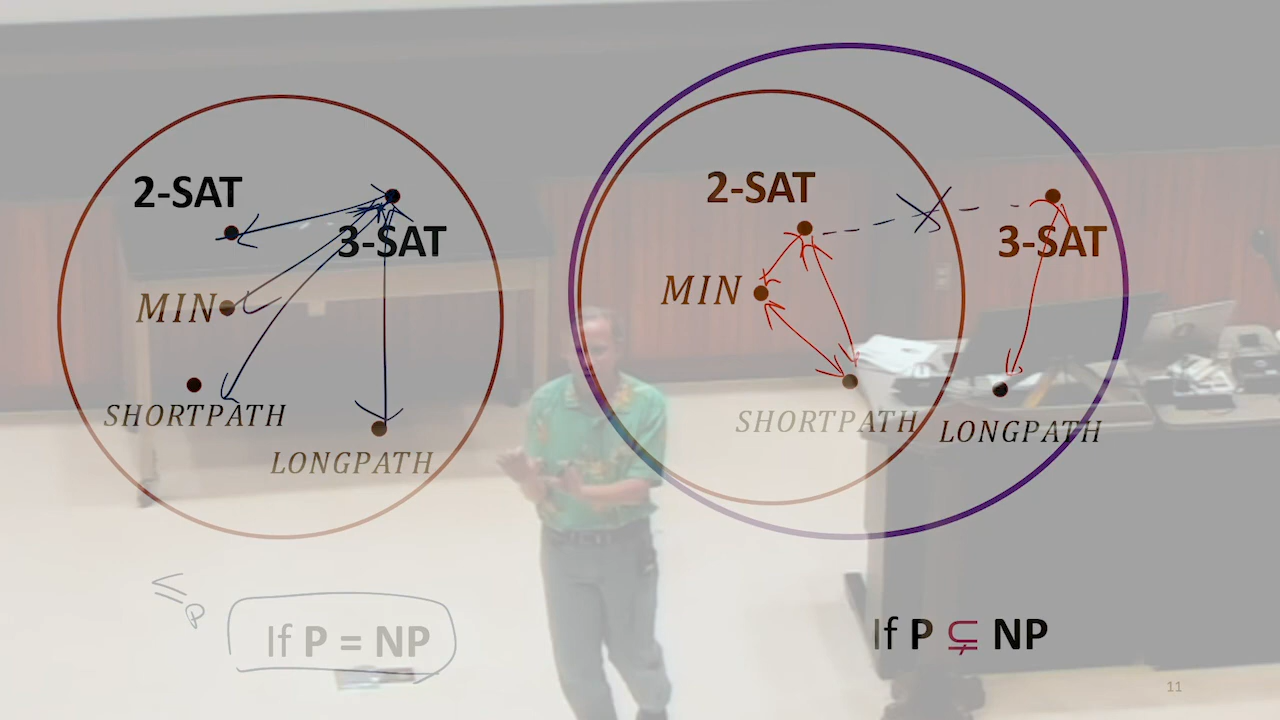 2-SAT
3-SAT
MIN
SHORTPATH
LONGPATH
≤p
If P = NP
2-SAT
3-SAT
MIN
SHORTPATH
LONGPATH
If P ⊊ NP
11